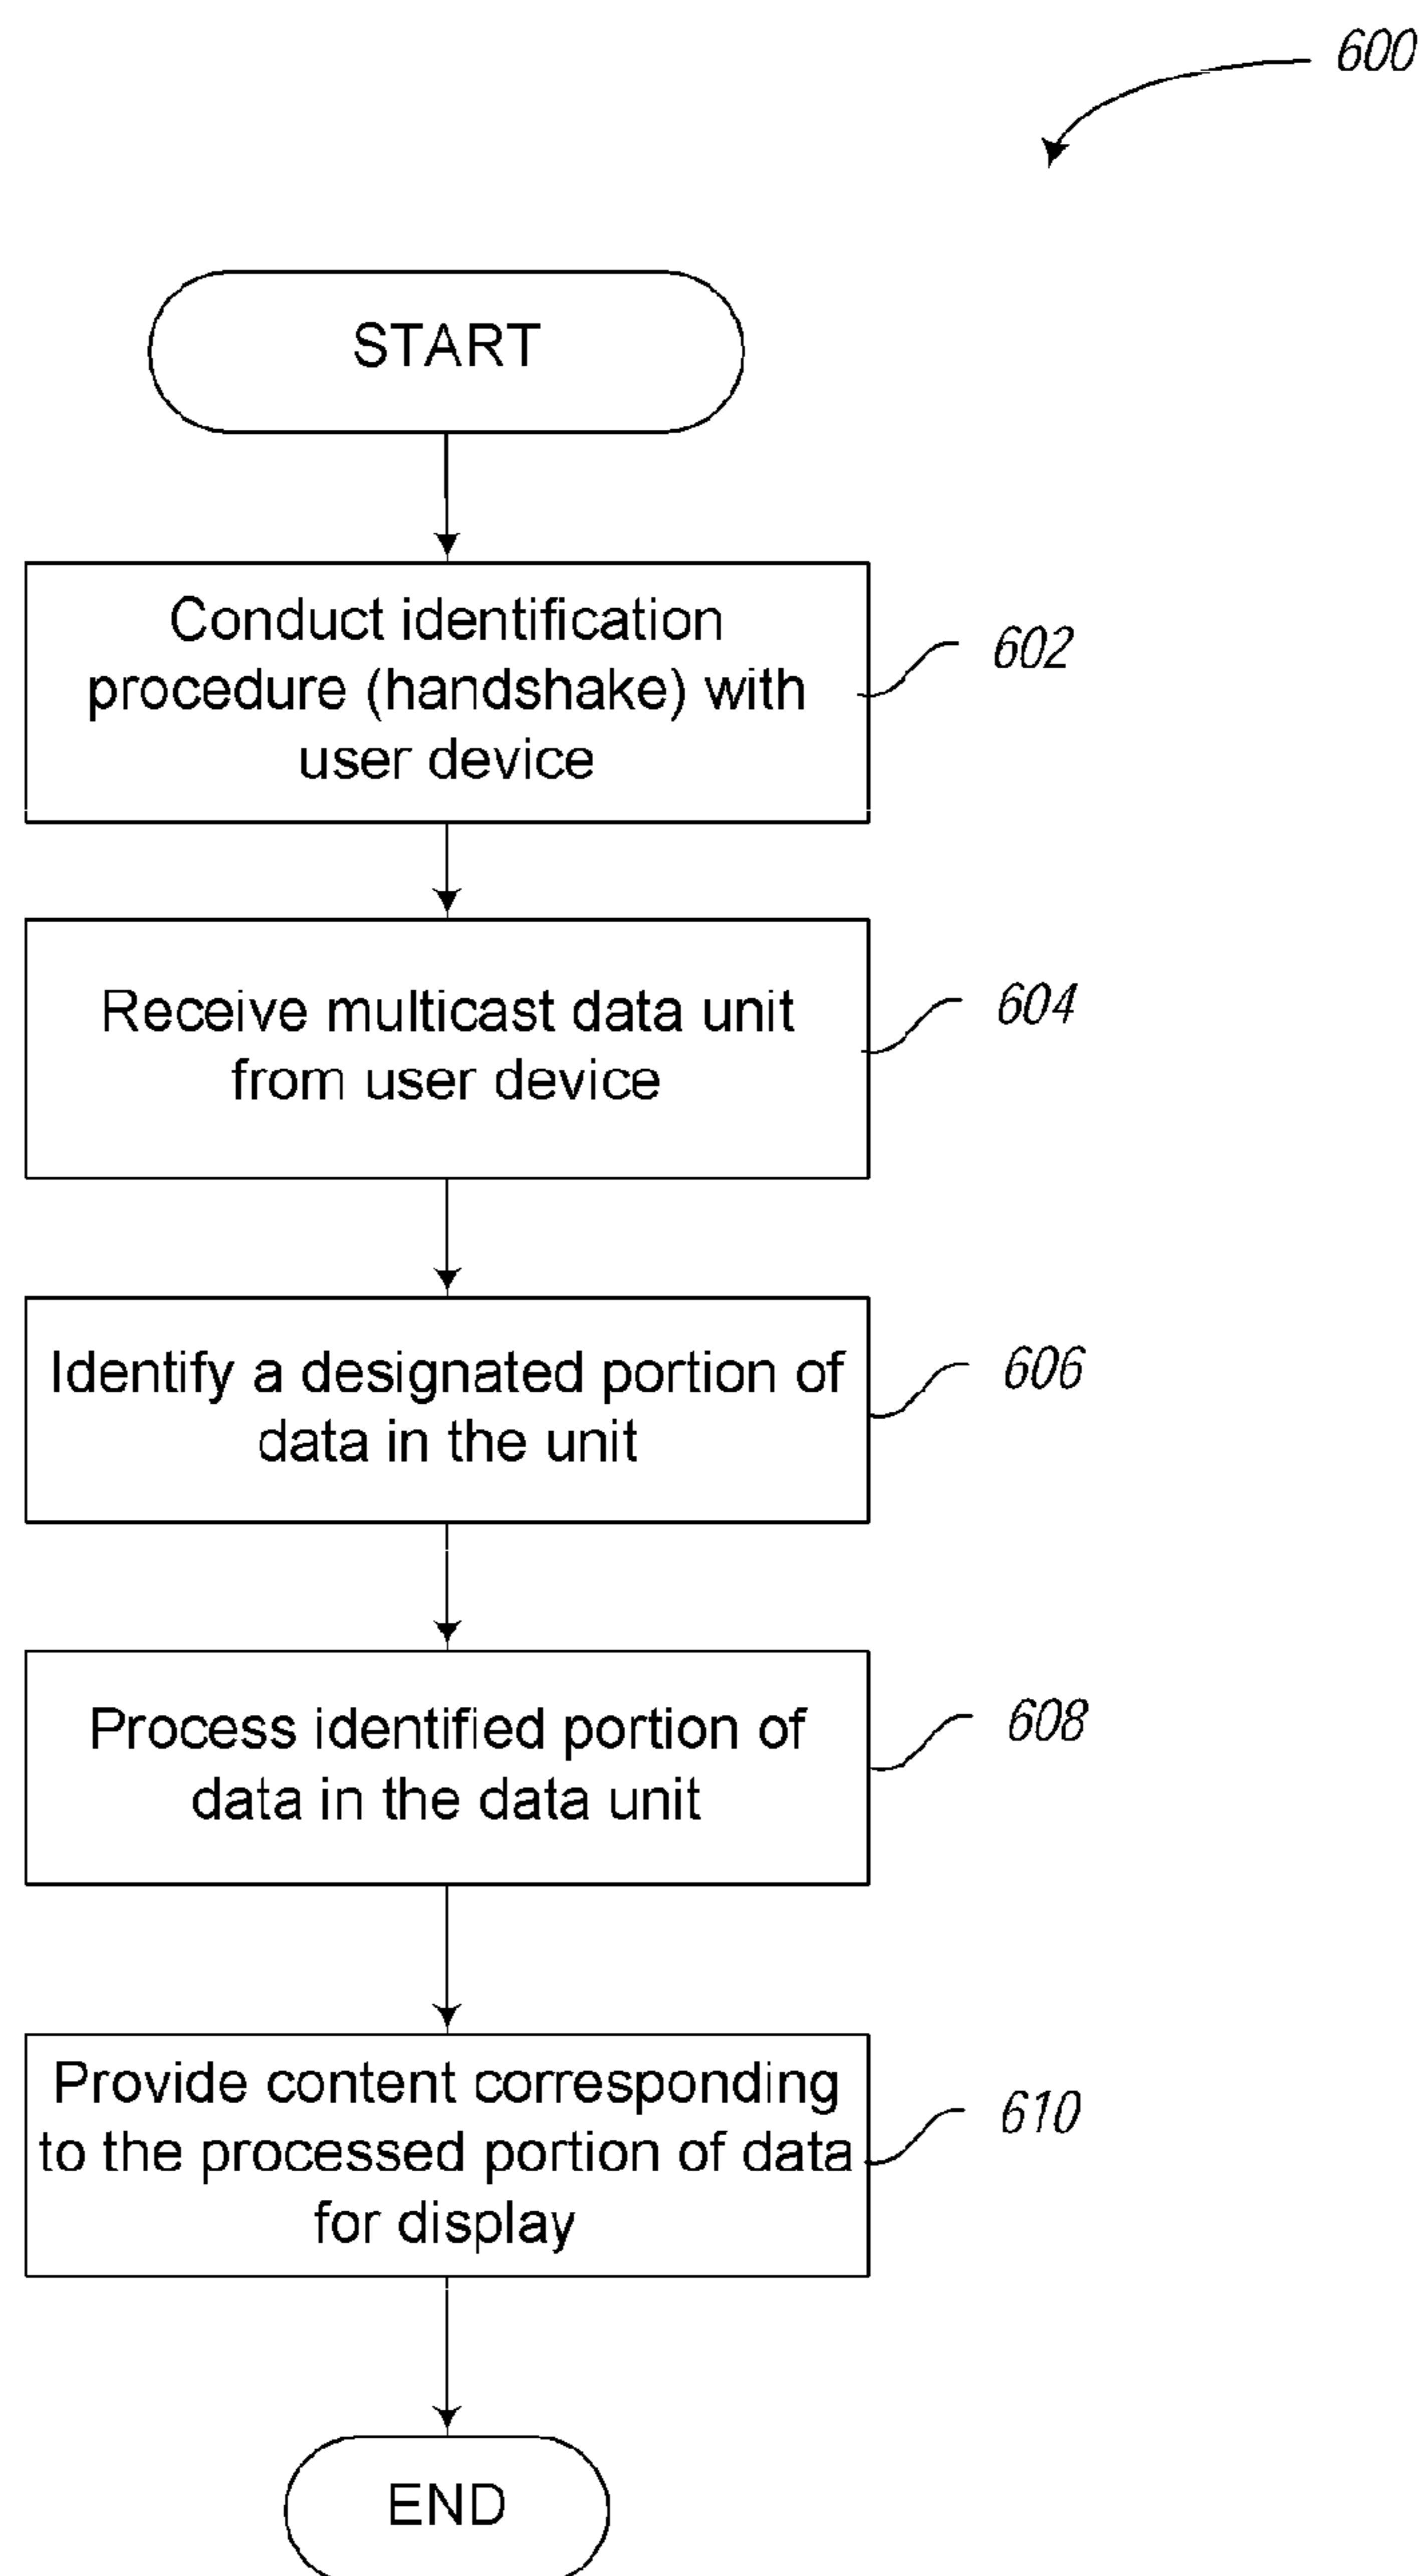 600
START
Conduct identification
procedure (handshake) with
user device
602
Receive multicast data unit
from user device
604
Identify a designated portion of
data in the unit
606
Process identified portion of
data in the data unit
608
Provide content corresponding
to the processed portion of data
for display
610
END